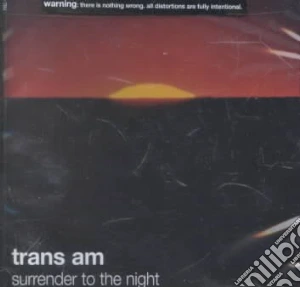 warning: there is nothing wrong. all distortions are fully intentional.
trans am
surrender to the night